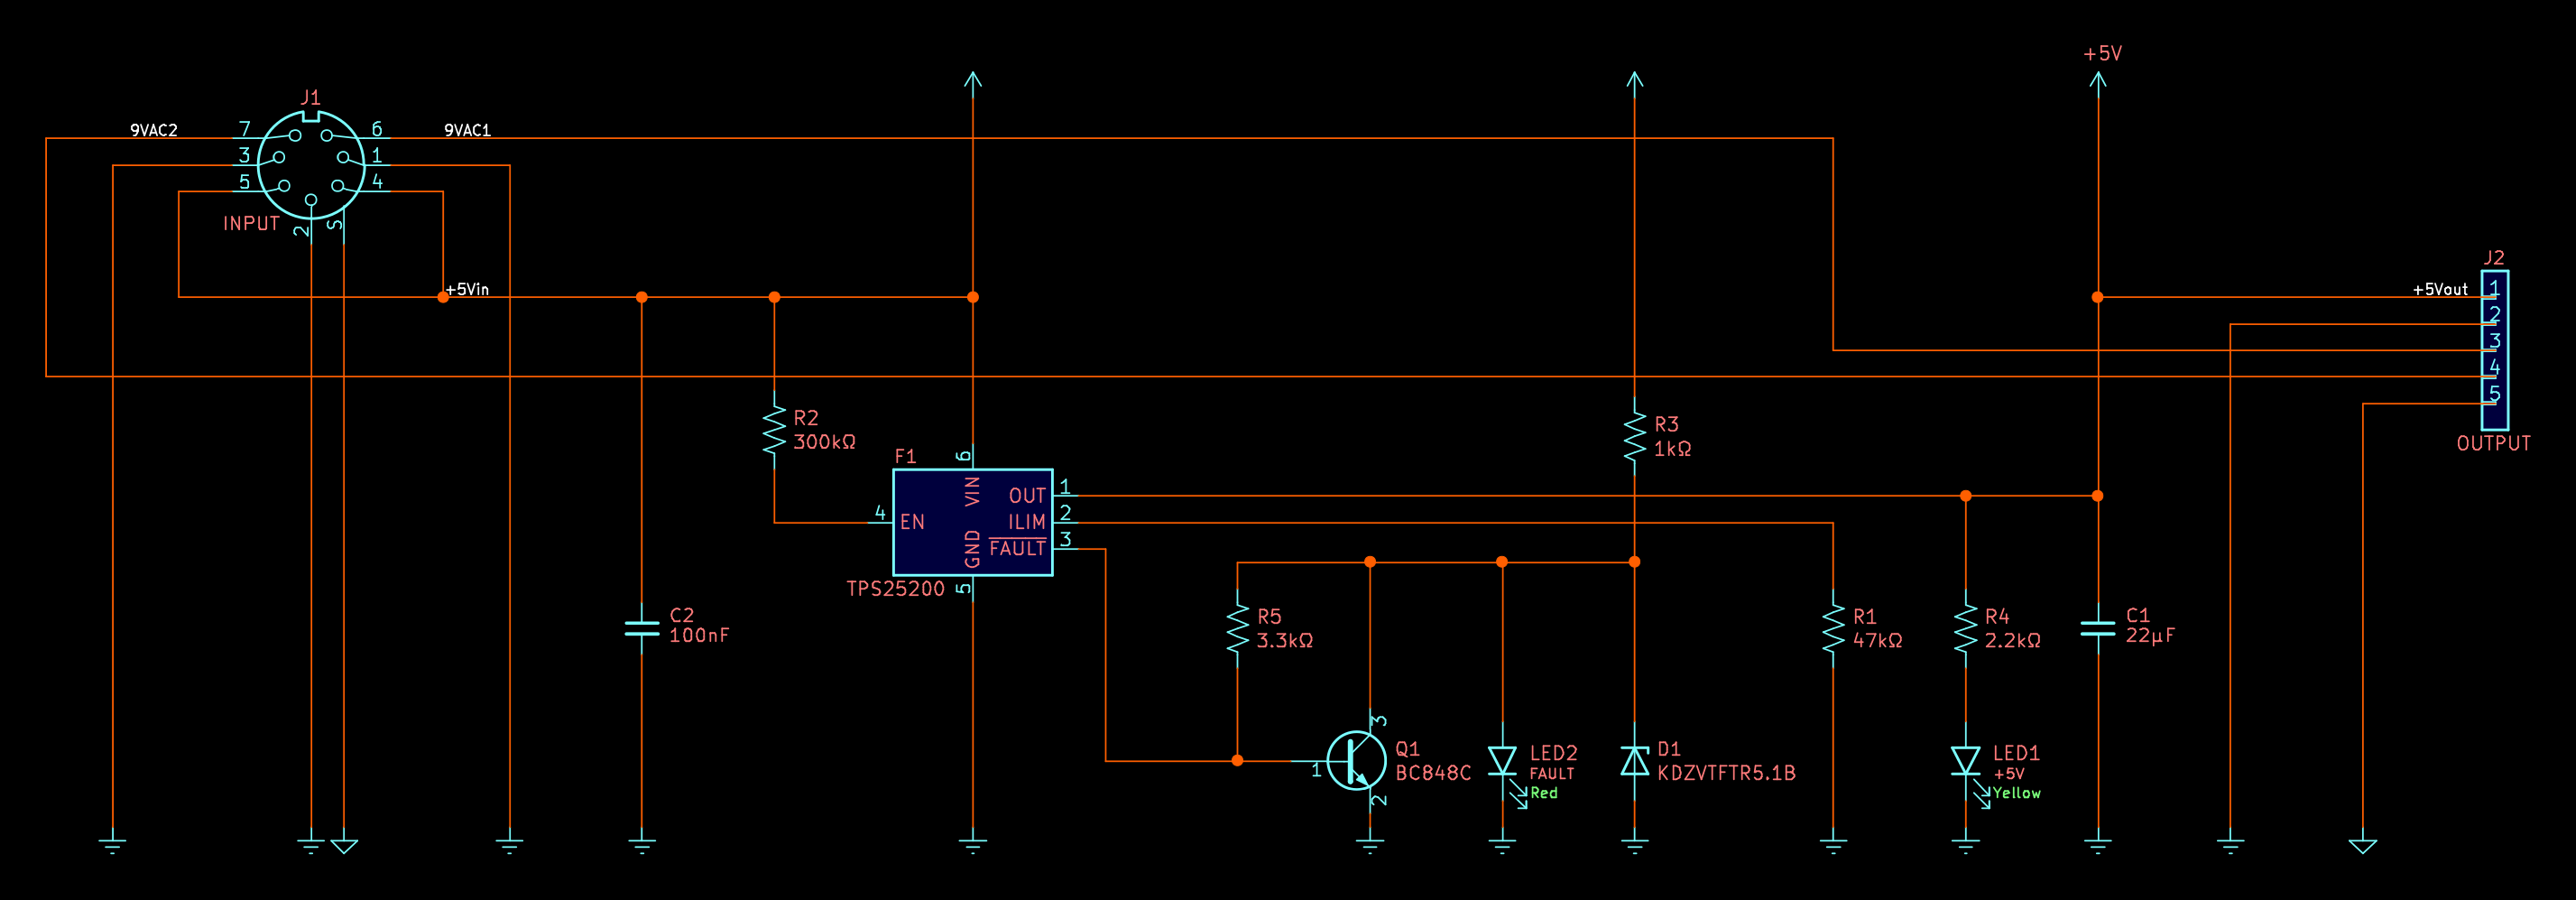 +5V
J1
9VAC2
7
6
9VAC1
3
1
5
4
INPUT
2
S
J2
+5Vin
+5Vout
1
2
3
4
5
OUTPUT
R2
300kΩ
R3
1kΩ
F1
6
VIN
OUT
1
4
EN
ILIM
2
GND
FAULT
3
TPS25200
5
C2
100nF
R5
3.3kΩ
R1
47kΩ
R4
2.2kΩ
C1
22µF
3
Q1
BC848C
1
2
LED2
FAULT
Red
D1
KDZVTFTR5.1B
LED1
+5V
Yellow